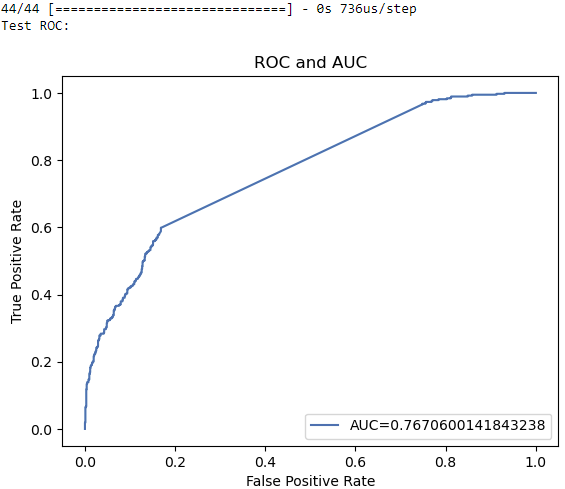 44/44 [==============================] - 0s 736us/step
Test ROC:
ROC and AUC
1.0
0.8
0.6
0.4
0.2
0.0
True Positive Rate
AUC=0.7670600141843238
0.0 0.2 0.4 0.6 0.8 1.0
False Positive Rate